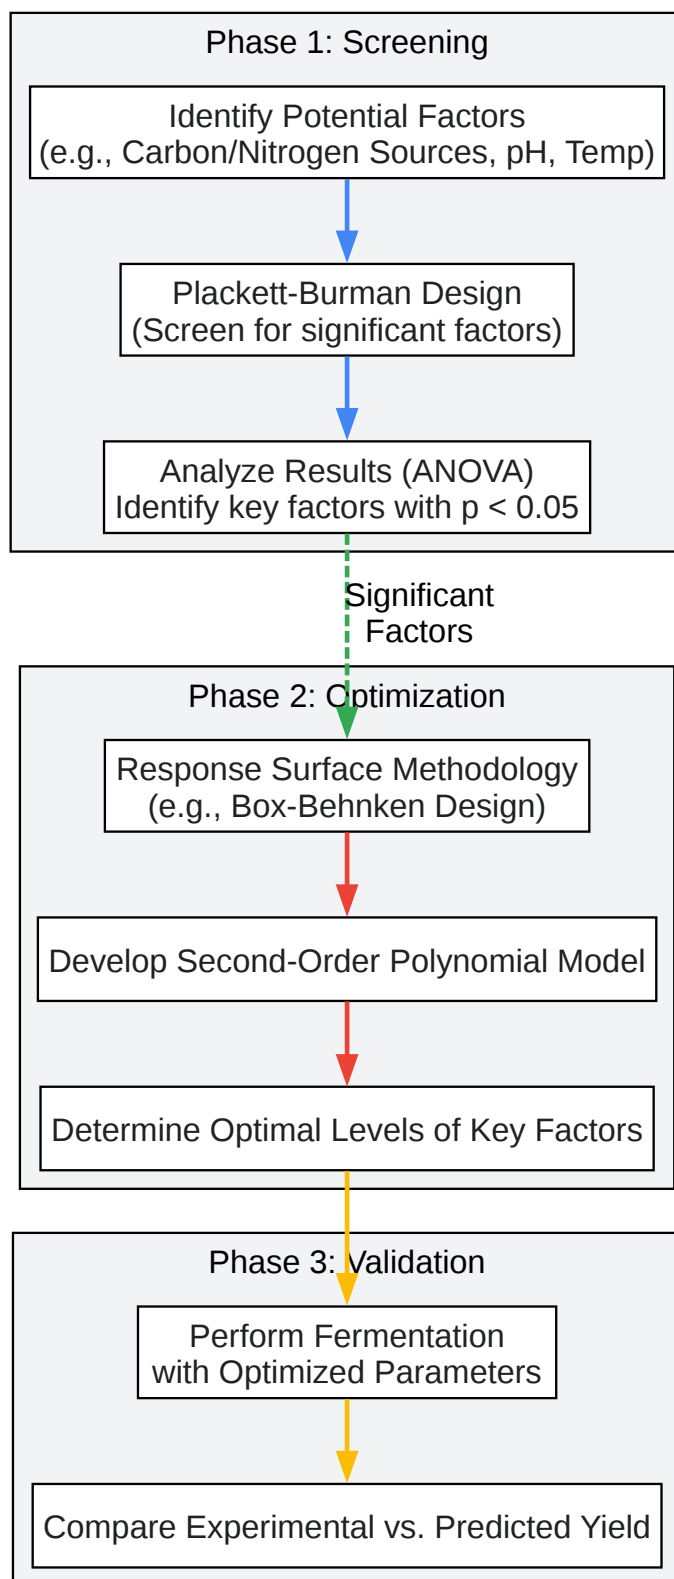 Phase 1: Screening
Identify Potential Factors
(e.g., Carbon/Nitrogen Sources, pH, Temp)
Plackett-Burman Design
(Screen for significant factors)
Analyze Results (ANOVA)
Identify key factors with p < 0.05
Significant
Factors
Phase 2: Optimization
Response Surface Methodology
(e.g., Box-Behnken Design)
Develop Second-Order Polynomial Model
Determine Optimal Levels of Key Factors
Phase 3: Validation
Perform Fermentation
with Optimized Parameters
Compare Experimental vs. Predicted Yield